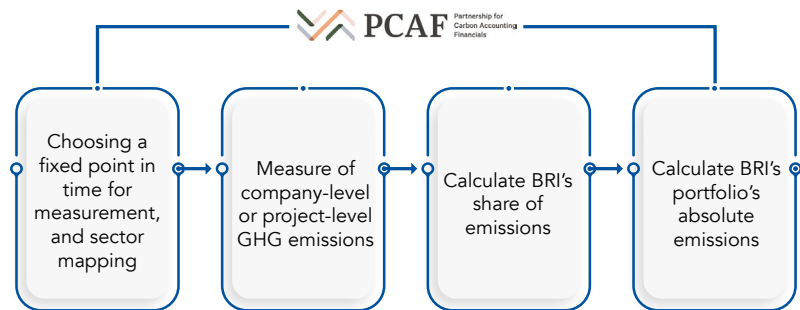 PCAF
Partnership for
Carbon Accounting
Financials
Choosing a
fixed point in
time for
measurement,
and sector
mapping
Measure of
company-level
or project-level
GHG emissions
Calculate BRI’s
share of
emissions
Calculate BRI’s
portfolio’s
absolute
emissions